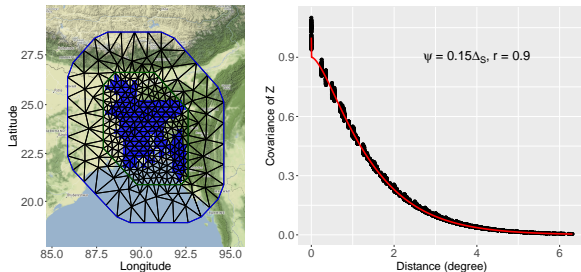 27.5
25.0
22.5
20.0
85.0 87.5 90.0 92.5 95.0
Latitude
Longitude
ψ = 0.15Δs, r = 0.9
0.9
0.6
0.3
0.0
0 2 4 6
Covariance of Z
Distance (degree)